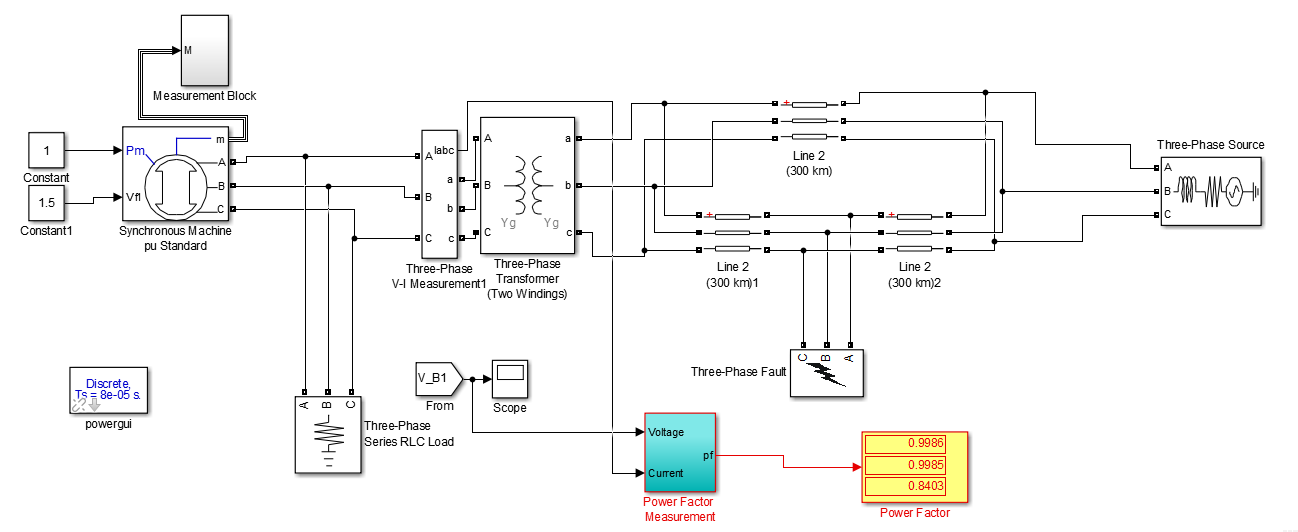 M
Measurement Block
1
Constant
1.5
Constant1
Pm
Vfl
m
A
B
C
Synchronous Machine
pu Standard
A
B
C
Iabc
a
b
c
Three-Phase
V-I Measurement1
A
B
C
a
b
c
Yg
Yg
Three-Phase
Transformer
(Two Windings)
+
Line 2
(300 km)
+
Line 2
(300 km)1
+
Line 2
(300 km)2
Three-Phase Source
A
B
C
C
B
A
Three-Phase Fault
Discrete,
Ts = 8e-05 s.
powergui
A
B
C
Three-Phase
Series RLC Load
V_B1
From
Scope
Voltage
Current
pf
Power Factor
Measurement
0.9986
0.9985
0.8403
Power Factor